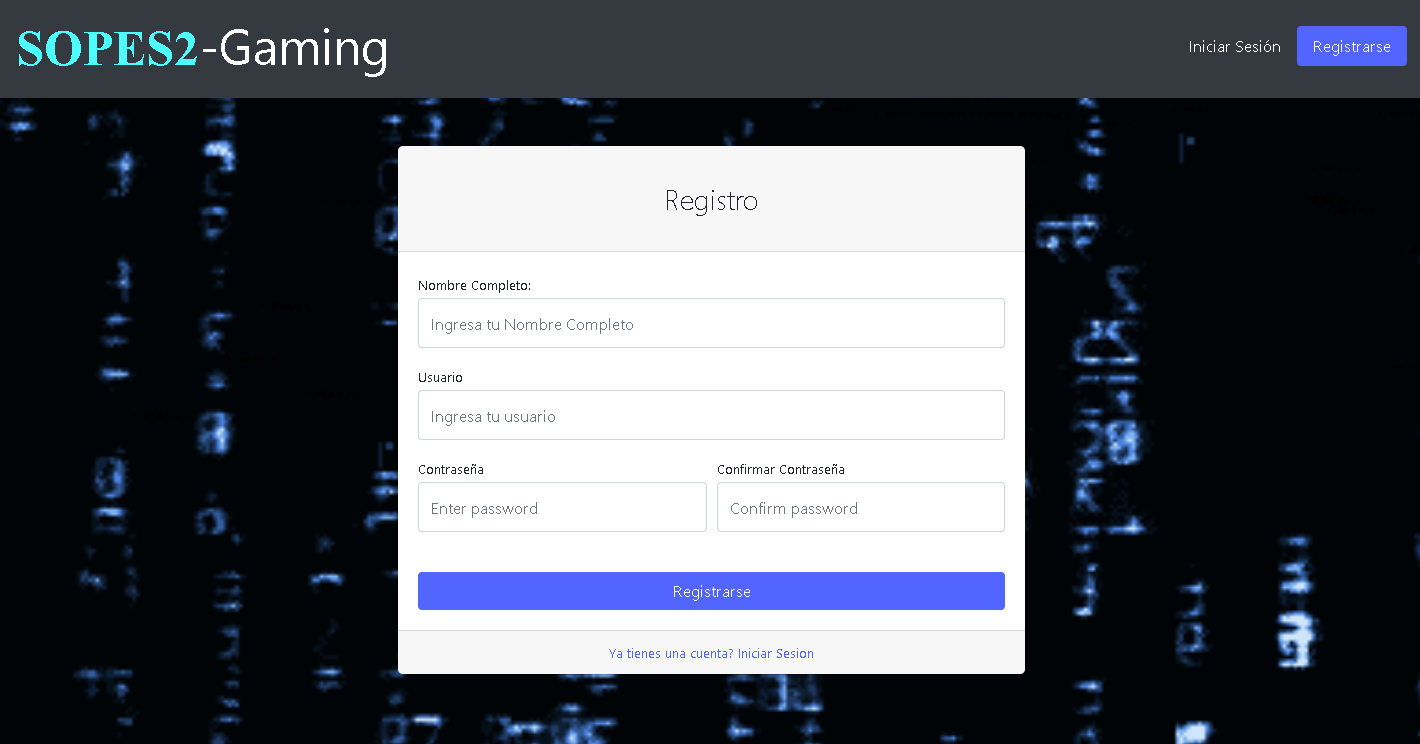 SOPES2-Gaming
Iniciar Sesión
Registrarse
Registro
Nombre Completo:
Ingresa tu Nombre Completo
Usuario
Ingresa tu usuario
Contraseña
Confirmar Contraseña
Enter password
Confirm password
Registrarse
Ya tienes una cuenta? Iniciar Sesion